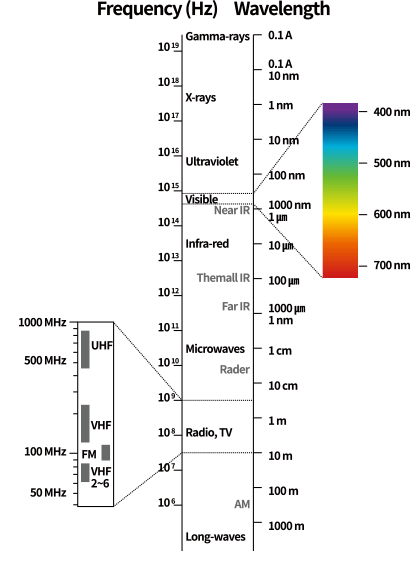 Frequency (Hz) Wavelength
10^19
10^18
10^17
10^16
10^15
10^14
10^13
10^12
10^11
10^10
10^9
10^8
10^7
10^6
Gamma-rays
X-rays
Ultraviolet
Visible
Near IR
Infra-red
Themall IR
Far IR
Microwaves
Rader
Radio, TV
AM
Long-waves
0.1 A
0.1 A
10 nm
1 nm
10 nm
100 nm
1000 nm
1 μm
10 μm
100 μm
1000 μm
1 nm
1 cm
10 cm
1 m
10 m
100 m
1000 m
400 nm
500 nm
600 nm
700 nm
1000 MHz
500 MHz
100 MHz
50 MHz
UHF
VHF
FM
VHF
2~6